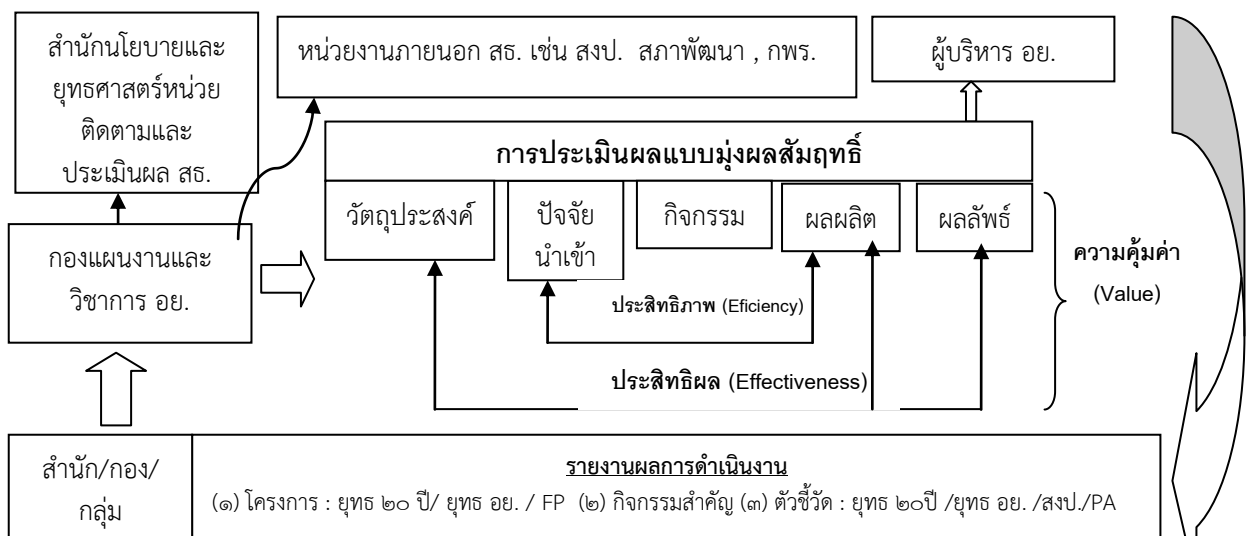 สำนักนโยบายและ
ยุทธศาสตร์หน่วย
ติดตามและ
ประเมินผล สธ.
หน่วยงานภายนอก สธ. เช่น สงป. สภาพัฒนา , กพร.
ผู้บริหาร อย.
การประเมินผลแบบมุ่งผลสัมฤทธิ์
วัตถุประสงค์
ปัจจัย
นำเข้า
กิจกรรม
ผลผลิต
ผลลัพธ์
กองแผนงานและ
วิชาการ อย.
ความคุ้มค่า
(Value)
ประสิทธิภาพ (Eficiency)
ประสิทธิผล (Effectiveness)
สำนัก/กอง/
กลุ่ม
รายงานผลการดำเนินงาน
(๑) โครงการ : ยุทธ ๒๐ ปี/ ยุทธ อย. / FP (๒) กิจกรรมสำคัญ (๓) ตัวชี้วัด : ยุทธ ๒๐ปี /ยุทธ อย. /สงป./PA